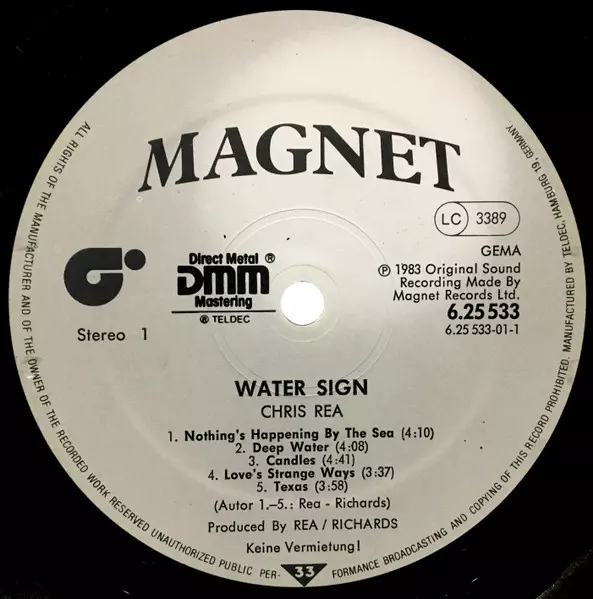 MAGNET
LC 3389
GEMA
Ⓟ 1983 Original Sound
Recording Made By
Magnet Records Ltd.
6.25 533
6.25 533-01-1
Direct Metal ®
DMM
Mastering
® TELDEC
Stereo 1
WATER SIGN
CHRIS REA
1. Nothing's Happening By The Sea (4:10)
2. Deep Water (4:08)
3. Candles (4:41)
4. Love's Strange Ways (3:37)
5. Texas (3:58)
(Autor 1.–5.: Rea - Richards)
Produced By REA / RICHARDS
Keine Vermietung!
33
ALL RIGHTS OF THE MANUFACTURER AND OF THE OWNER OF THE RECORDED WORK RESERVED UNAUTHORIZED PUBLIC PER- FORMANCE BROADCASTING AND COPYING OF THIS RECORD PROHIBITED. MANUFACTURED BY TELDEC, HAMBURG 19, GERMANY.